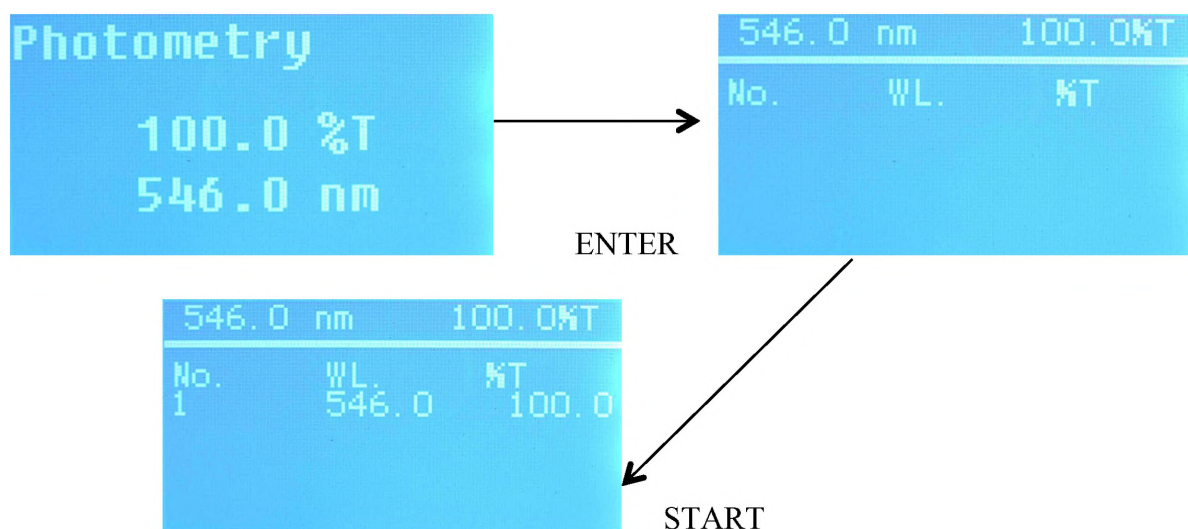 Photometry
100.0 %T
546.0 nm
ENTER
546.0 nm 100.0%T
No. WL. %T
546.0 nm 100.0%T
No. WL. %T
1 546.0 100.0
START